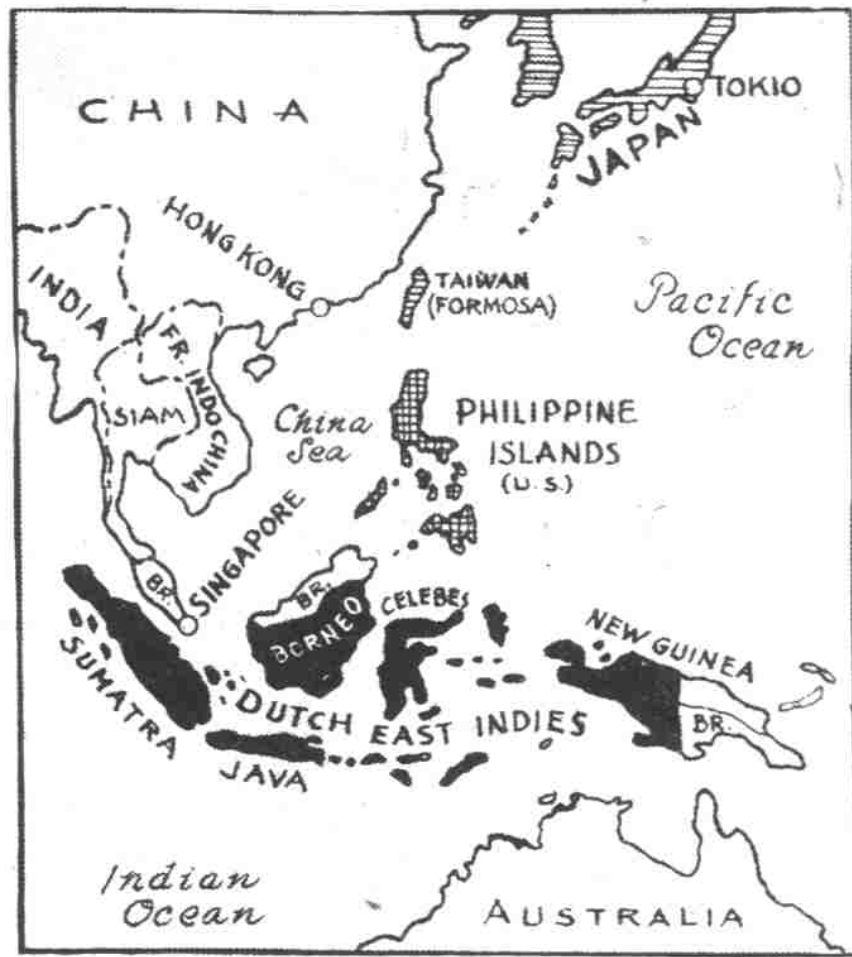 CHINA
TOKIO
JAPAN
HONG KONG
INDIA
TAIWAN
(FORMOSA)
Pacific
Ocean
FR. INDO CHINA
SIAM
China
Sea
PHILIPPINE
ISLANDS
(U.S.)
SINGAPORE
BR.
BR.
BORNEO
CELEBES
NEW GUINEA
BR.
SUMATRA
DUTCH EAST INDIES
JAVA
Indian
Ocean
AUSTRALIA